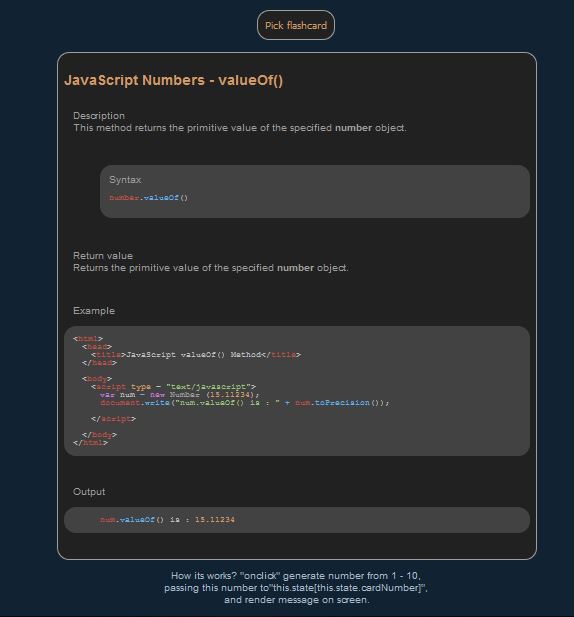 Pick flashcard
JavaScript Numbers - valueOf()
Description
This method returns the primitive value of the specified number object.
Syntax
number.valueOf()
Return value
Returns the primitive value of the specified number object.
Example
<html>
<head>
<title>JavaScript valueOf() Method</title>
</head>
<body>
<script type = "text/javascript">
var num = new Number (15.11234);
document.write("num.valueOf() is : " + num.toPrecision());
</script>
</body>
</html>
Output
num.valueOf() is : 15.11234
How its works? "onclick" generate number from 1 - 10,
passing this number to"this.state[this.state.cardNumber]",
and render message on screen.